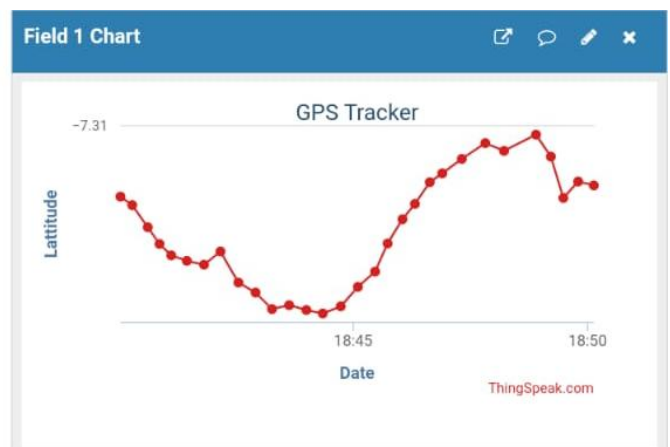 Field 1 Chart
GPS Tracker
−7.31
Lattitude
18:45
18:50
Date
ThingSpeak.com